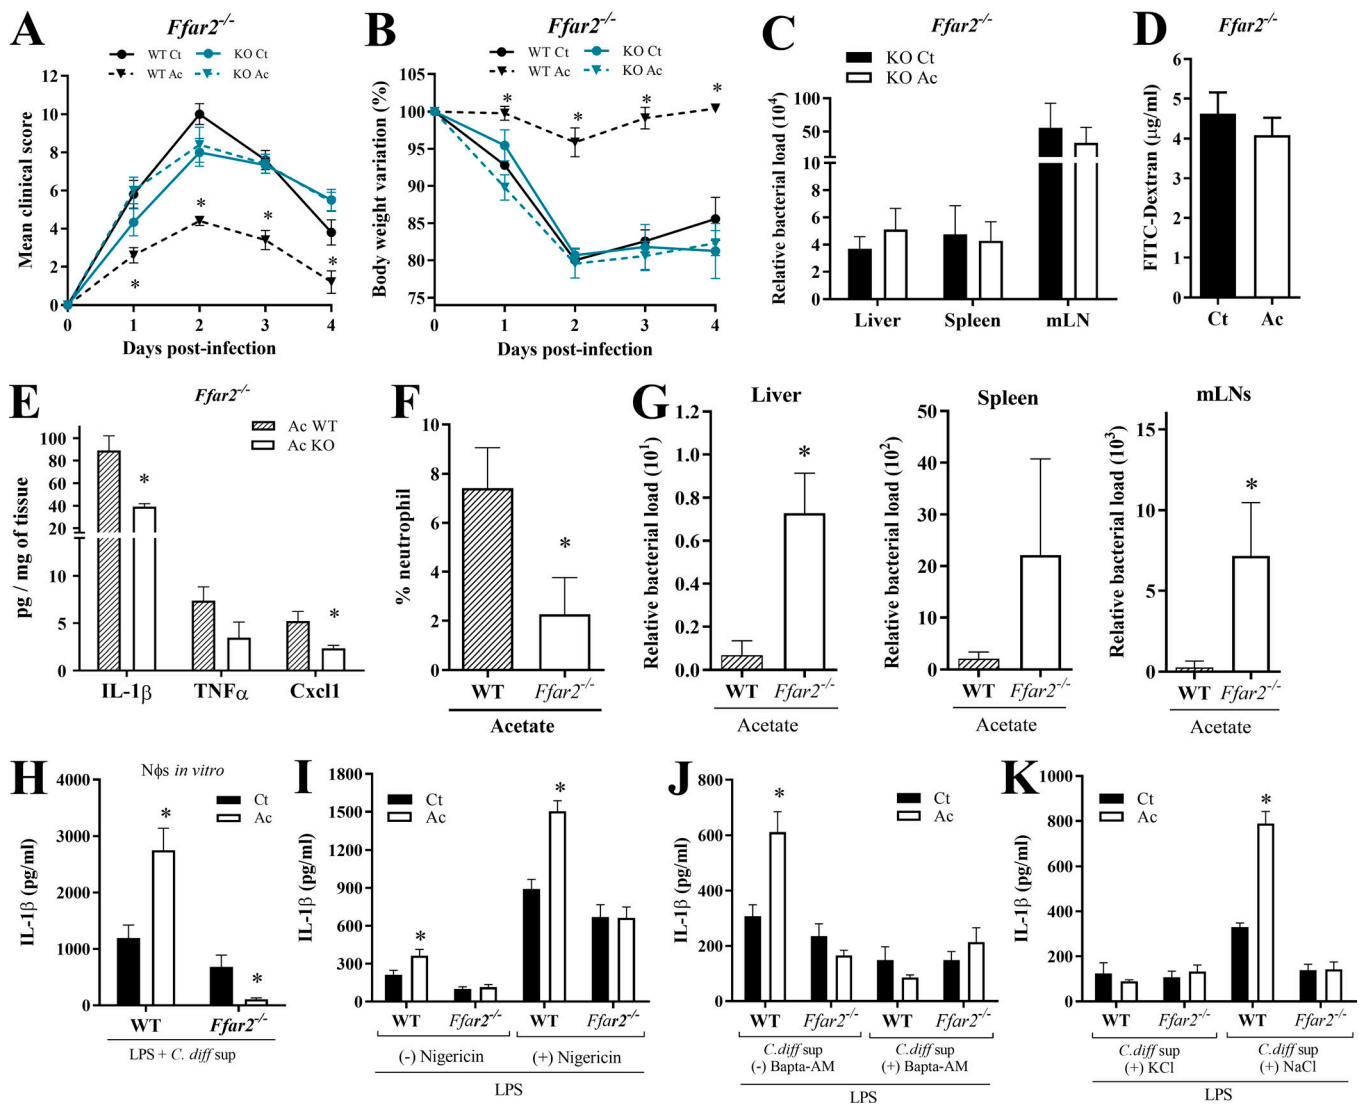 A
Ffar2-/-
WT Ct
KO Ct
WT Ac
KO Ac
Mean clinical score
12
10
8
6
4
2
0
*
*
*
*
0 1 2 3 4
Days post-infection
B
Ffar2-/-
WT Ct
KO Ct
WT Ac
KO Ac
Body weight variation (%)
105
100
95
90
85
80
75
*
*
*
*
0 1 2 3 4
Days post-infection
C
Ffar2-/-
KO Ct
KO Ac
Relative bacterial load (10⁴)
100
50
10
8
6
4
2
Liver Spleen mLN
D
Ffar2-/-
FITC-Dextran (µg/ml)
6
5
4
3
2
1
0
Ct Ac
E
Ffar2-/-
Ac WT
Ac KO
pg / mg of tissue
100
80
60
40
20
10
5
0
*
*
IL-1β TNFα Cxcl1
F
% neutrophil
10
8
6
4
2
0
*
WT Ffar2-/-
Acetate
G
Liver
Relative bacterial load (10¹)
1.2
1.0
0.8
0.6
0.4
0.2
0.0
*
WT Ffar2-/-
Acetate
Spleen
Relative bacterial load (10²)
50
40
30
20
10
0
WT Ffar2-/-
Acetate
mLNs
Relative bacterial load (10³)
15
10
5
0
*
WT Ffar2-/-
Acetate
H
Nϕs in vitro
Ct
Ac
IL-1β (pg/ml)
4000
3000
2000
1000
0
*
*
WT Ffar2-/-
LPS + C. diff sup
I
Ct
Ac
IL-1β (pg/ml)
1800
1500
1200
900
600
300
0
*
*
WT Ffar2-/- WT Ffar2-/-
(-) Nigericin (+) Nigericin
LPS
J
Ct
Ac
IL-1β (pg/ml)
800
600
400
200
0
*
WT Ffar2-/- WT Ffar2-/-
C.diff sup C.diff sup
(-) Bapta-AM (+) Bapta-AM
LPS
K
Ct
Ac
IL-1β (pg/ml)
1000
800
600
400
200
0
*
WT Ffar2-/- WT Ffar2-/-
C.diff sup C.diff sup
(+) KCl (+) NaCl
LPS